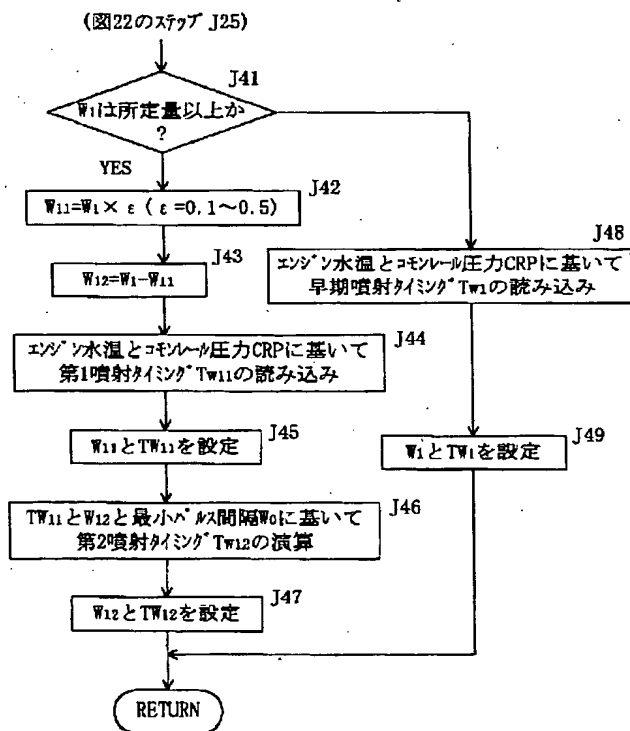 (図22のｽﾃｯﾌﾟ J25)
J41
W1は所定量以上か
?
YES
J42
W11=W1×ε (ε=0.1～0.5)
J43
W12=W1-W11
J44
ｴﾝｼﾞﾝ水温とｺﾓﾝﾚｰﾙ圧力CRPに基いて
第1噴射ﾀｲﾐﾝｸﾞTw11の読み込み
J45
W11とTW11を設定
J46
TW11とW12と最小ﾊﾟﾙｽ間隔W0に基いて
第2噴射ﾀｲﾐﾝｸﾞTw12の演算
J47
W12とTW12を設定
J48
ｴﾝｼﾞﾝ水温とｺﾓﾝﾚｰﾙ圧力CRPに基いて
早期噴射ﾀｲﾐﾝｸﾞTw1の読み込み
J49
W1とTW1を設定
RETURN